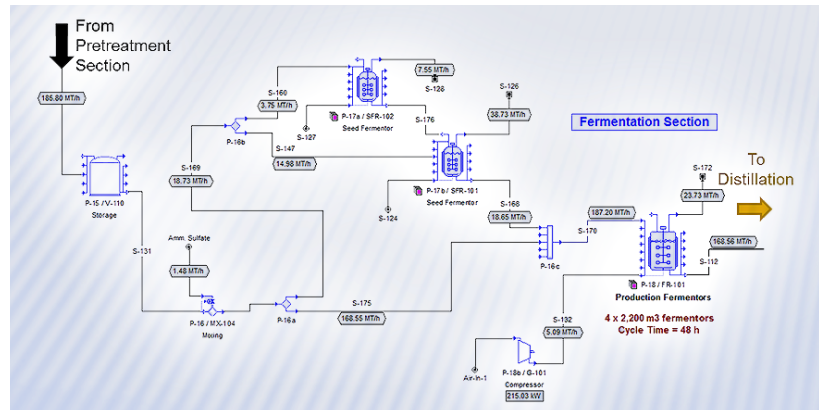 From
Pretreatment
Section
185.80 MT/h
S-160
3.75 MT/h
7.55 MT/h
S-128
S-126
38.73 MT/h
P-17a / SFR-102
Seed Fermentor
S-127
S-176
P-16b
S-147
14.98 MT/h
Fermentation Section
S-169
18.73 MT/h
P-17b / SFR-101
Seed Fermentor
S-124
S-172
23.73 MT/h
To
Distillation
P-15 / V-110
Storage
S-166
18.65 MT/h
187.20 MT/h
S-170
P-16c
168.56 MT/h
S-112
S-131
Amm. Sulfate
1.48 MT/h
P-16 / MX-104
Mixing
P-16a
S-175
168.55 MT/h
P-18 / FR-101
Production Fermentors
4 x 2,200 m3 fermentors
Cycle Time = 48 h
S-132
5.09 MT/h
Air-In-1
P-18b / G-101
Compressor
215.03 kW